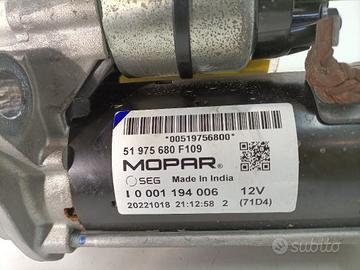 *00519756800*
51 975 680 F109
MOPAR®
SEG Made In India
0 001 194 006 12V
20221018 21:12:58 2 (71D4)
subito